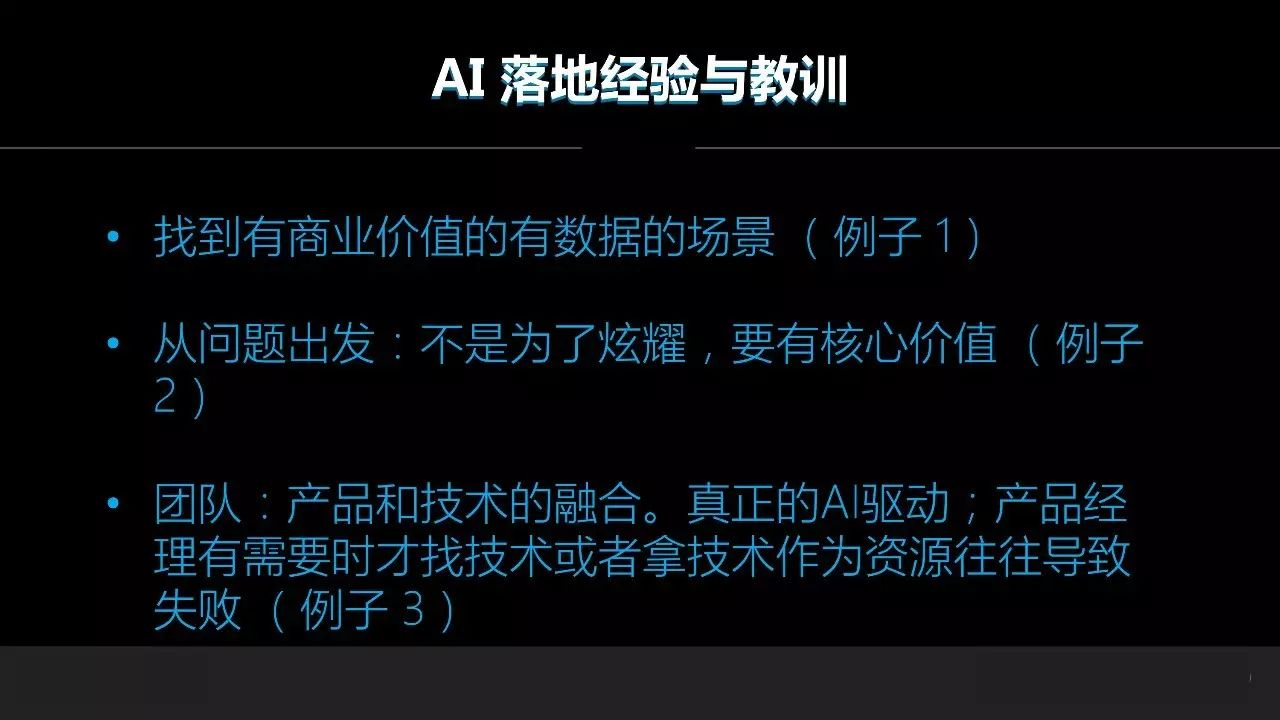 AI 落地经验与教训
• 找到有商业价值的有数据的场景 （ 例子 1 ）
• 从问题出发：不是为了炫耀，要有核心价值 （ 例子
2 ）
• 团队：产品和技术的融合。真正的AI驱动；产品经
理有需要时才找技术或者拿技术作为资源往往导致
失败 （ 例子 3 ）